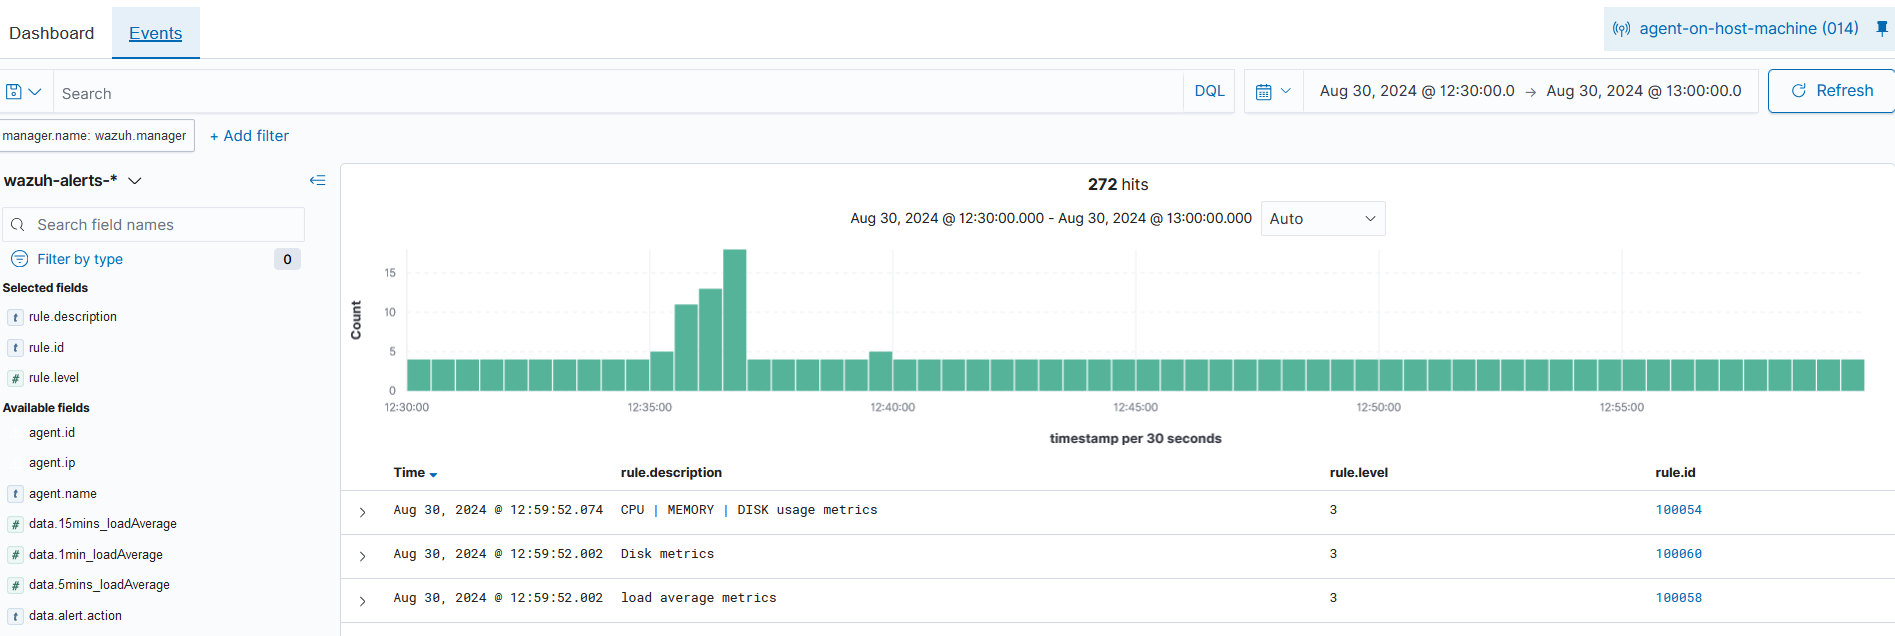 Dashboard Events agent-on-host-machine (014)
Search DQL Aug 30, 2024 @ 12:30:00.0 → Aug 30, 2024 @ 13:00:00.0 Refresh
manager.name: wazuh.manager + Add filter
wazuh-alerts-*
Search field names
Filter by type 0
Selected fields
t rule.description
t rule.id
# rule.level
Available fields
agent.id
agent.ip
t agent.name
# data.15mins_loadAverage
# data.1min_loadAverage
# data.5mins_loadAverage
t data.alert.action
272 hits
Aug 30, 2024 @ 12:30:00.000 - Aug 30, 2024 @ 13:00:00.000 Auto
Count
15
10
5
0
12:30:00 12:35:00 12:40:00 12:45:00 12:50:00 12:55:00
timestamp per 30 seconds
Time rule.description rule.level rule.id
Aug 30, 2024 @ 12:59:52.074 CPU | MEMORY | DISK usage metrics 3 100054
Aug 30, 2024 @ 12:59:52.002 Disk metrics 3 100060
Aug 30, 2024 @ 12:59:52.002 load average metrics 3 100058